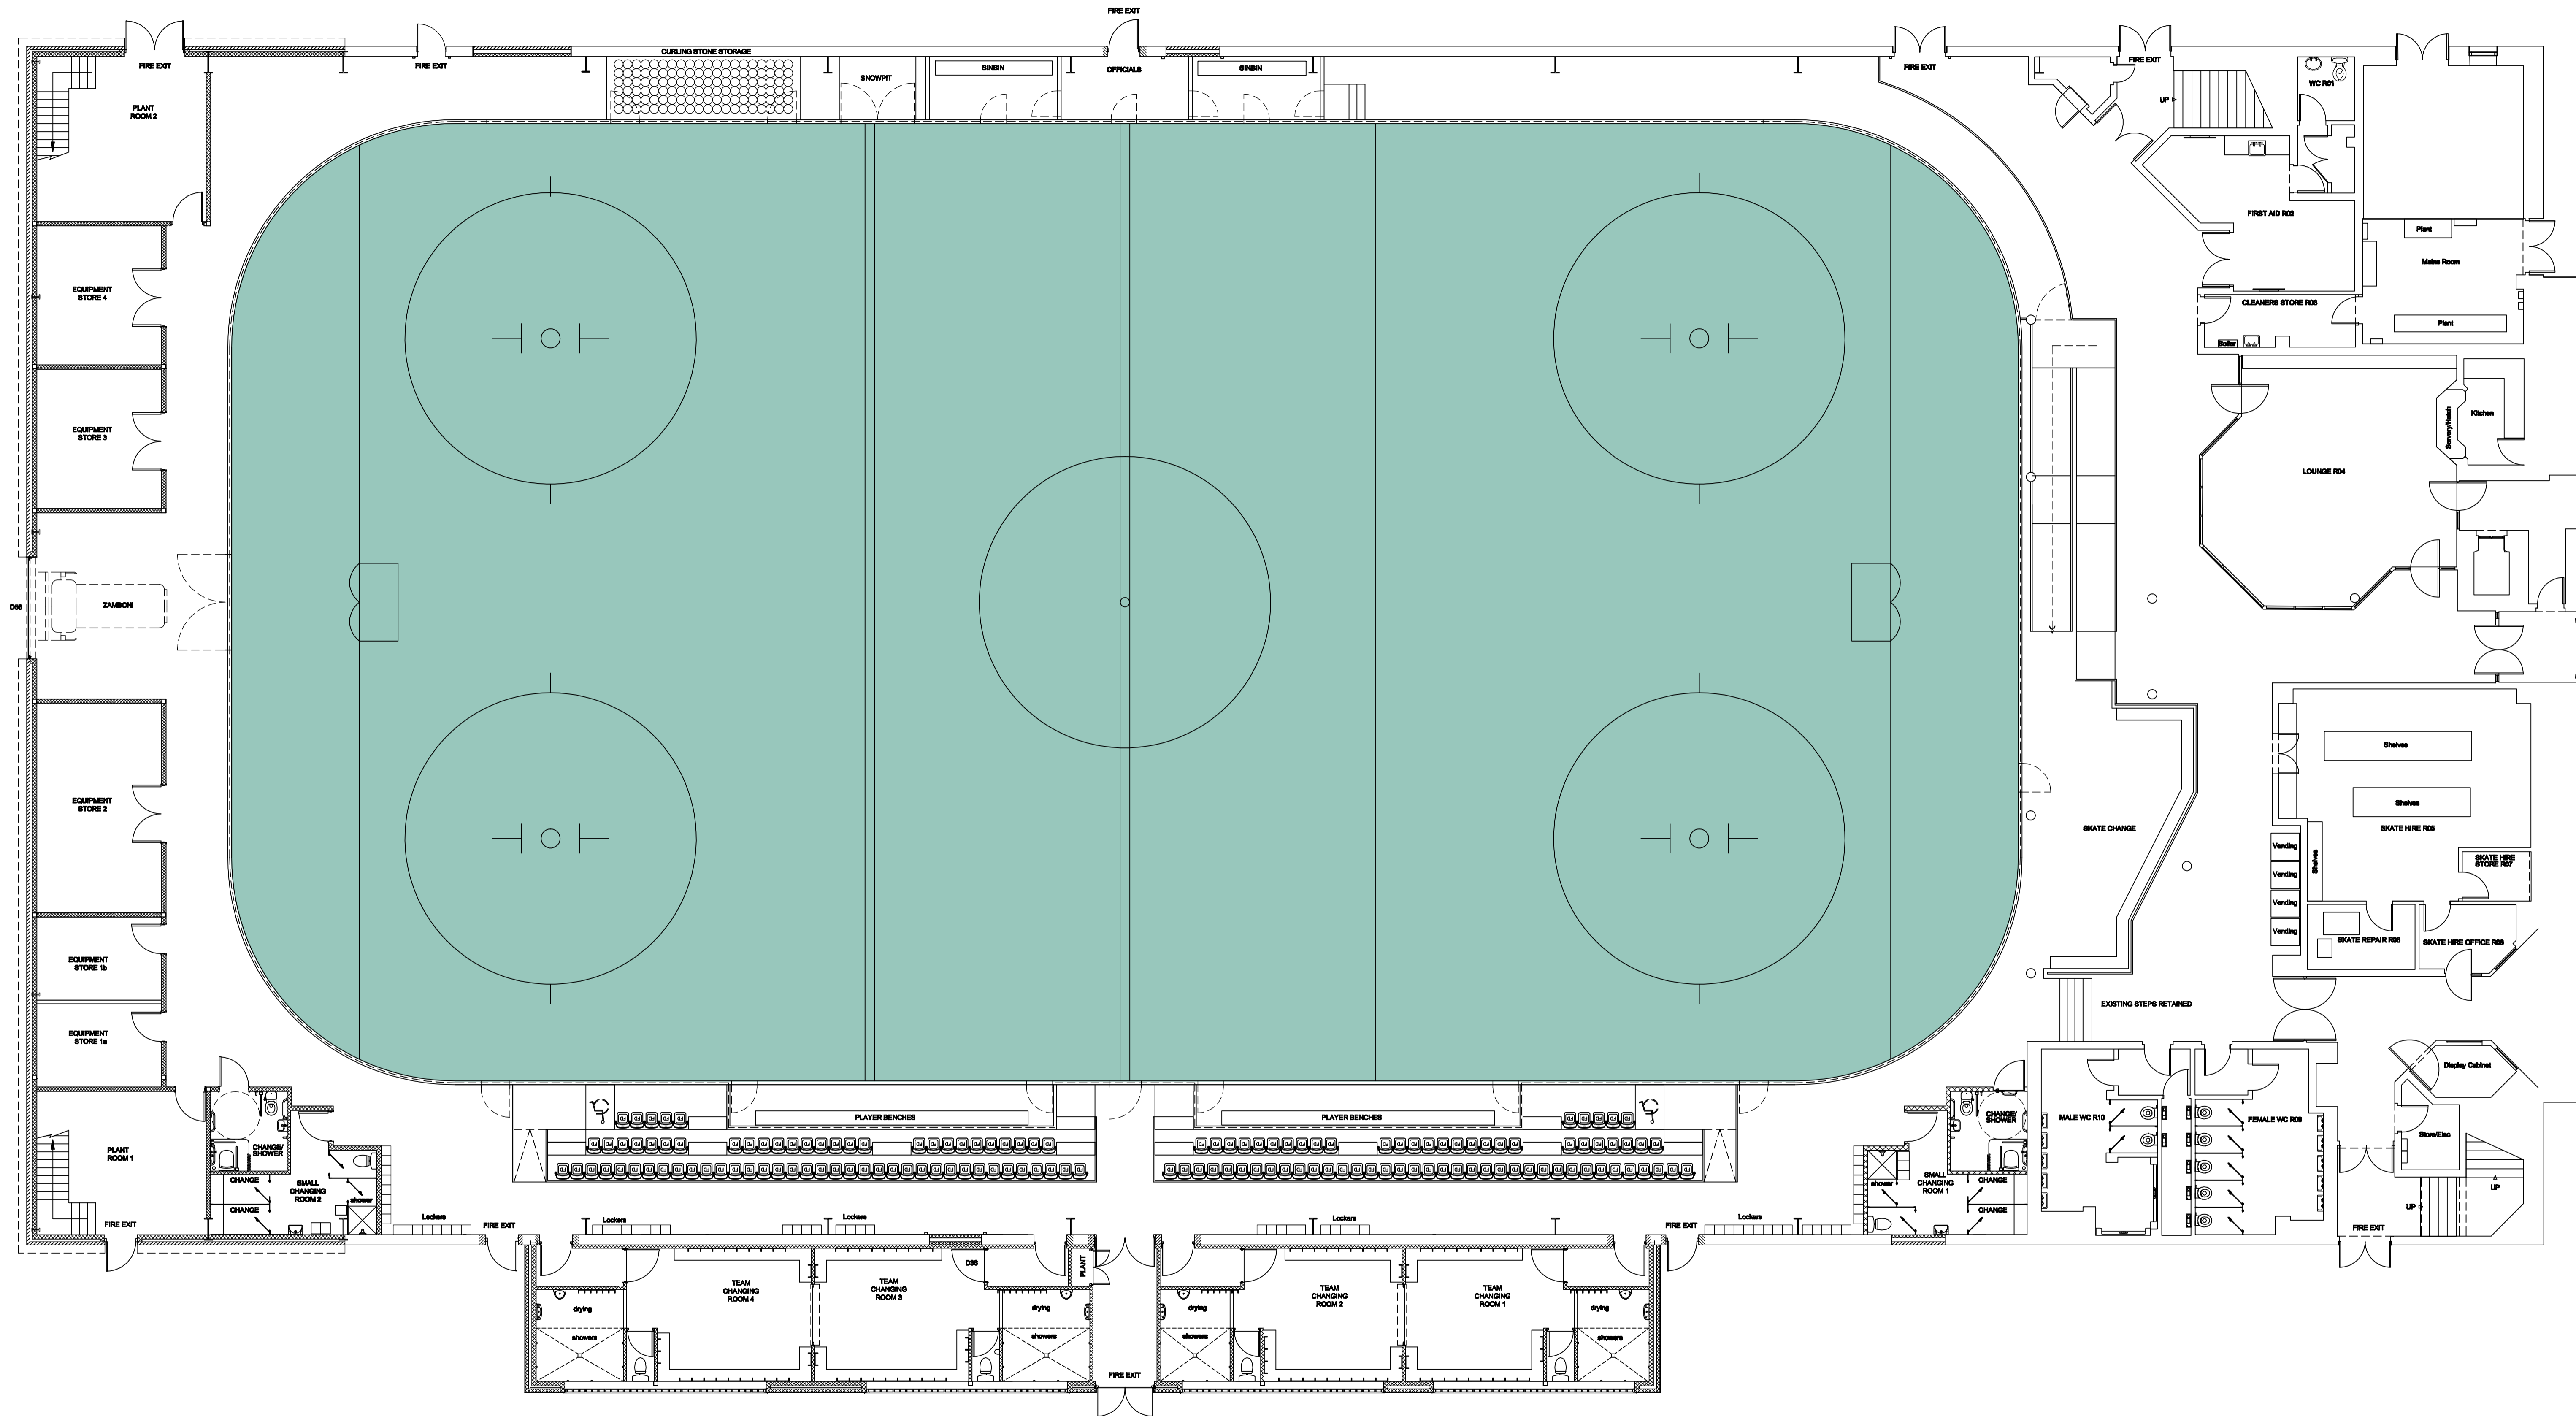 FIRE EXIT
CURLING STONE STORAGE
FIRE EXIT
FIRE EXIT
SNOWPIT
SINBIN
OFFICIALS
SINBIN
FIRE EXIT
FIRE EXIT
WC R01
UP
PLANT
ROOM 2
FIRST AID R02
Plant
Mains Room
EQUIPMENT
STORE 4
CLEANERS STORE R03
Plant
Boiler
EQUIPMENT
STORE 3
Servery/Hatch
Kitchen
LOUNGE R04
D36
ZAMBONI
Shelves
Shelves
EQUIPMENT
STORE 2
SKATE CHANGE
SKATE HIRE R05
Vending
Vending
Vending
Vending
Shelves
SKATE HIRE
STORE R07
SKATE REPAIR R06
SKATE HIRE OFFICE R08
EQUIPMENT
STORE 1b
EXISTING STEPS RETAINED
EQUIPMENT
STORE 1a
Display Cabinet
PLAYER BENCHES
PLAYER BENCHES
CHANGE/
SHOWER
MALE WC R10
FEMALE WC R09
Store/Elec
PLANT
ROOM 1
CHANGE/
SHOWER
CHANGE
CHANGE
SMALL
CHANGING
ROOM 2
shower
SMALL
CHANGING
ROOM 1
shower
CHANGE
CHANGE
UP
UP
FIRE EXIT
Lockers
FIRE EXIT
Lockers
Lockers
Lockers
FIRE EXIT
Lockers
FIRE EXIT
TEAM
CHANGING
ROOM 4
TEAM
CHANGING
ROOM 3
D36
PLANT
TEAM
CHANGING
ROOM 2
TEAM
CHANGING
ROOM 1
drying
drying
drying
drying
showers
showers
showers
showers
FIRE EXIT